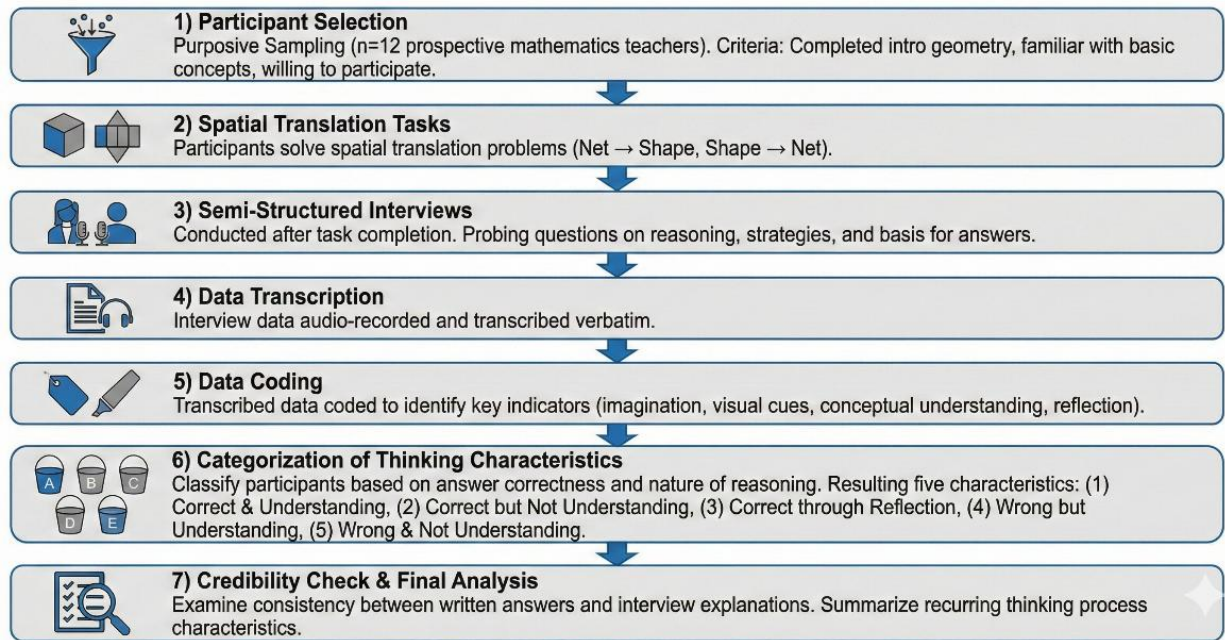 1) Participant Selection
Purposive Sampling (n=12 prospective mathematics teachers). Criteria: Completed intro geometry, familiar with basic
concepts, willing to participate.
2) Spatial Translation Tasks
Participants solve spatial translation problems (Net → Shape, Shape → Net).
3) Semi-Structured Interviews
Conducted after task completion. Probing questions on reasoning, strategies, and basis for answers.
4) Data Transcription
Interview data audio-recorded and transcribed verbatim.
5) Data Coding
Transcribed data coded to identify key indicators (imagination, visual cues, conceptual understanding, reflection).
A B C
D E
6) Categorization of Thinking Characteristics
Classify participants based on answer correctness and nature of reasoning. Resulting five characteristics: (1)
Correct & Understanding, (2) Correct but Not Understanding, (3) Correct through Reflection, (4) Wrong but
Understanding, (5) Wrong & Not Understanding.
7) Credibility Check & Final Analysis
Examine consistency between written answers and interview explanations. Summarize recurring thinking process
characteristics.